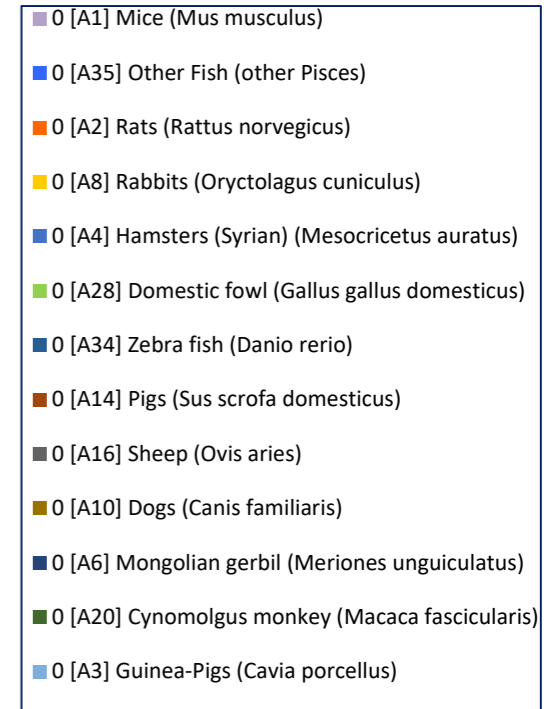 0 [A1] Mice (Mus musculus)
0 [A35] Other Fish (other Pisces)
0 [A2] Rats (Rattus norvegicus)
0 [A8] Rabbits (Oryctolagus cuniculus)
0 [A4] Hamsters (Syrian) (Mesocricetus auratus)
0 [A28] Domestic fowl (Gallus gallus domesticus)
0 [A34] Zebra fish (Danio rerio)
0 [A14] Pigs (Sus scrofa domesticus)
0 [A16] Sheep (Ovis aries)
0 [A10] Dogs (Canis familiaris)
0 [A6] Mongolian gerbil (Meriones unguiculatus)
0 [A20] Cynomolgus monkey (Macaca fascicularis)
0 [A3] Guinea-Pigs (Cavia porcellus)